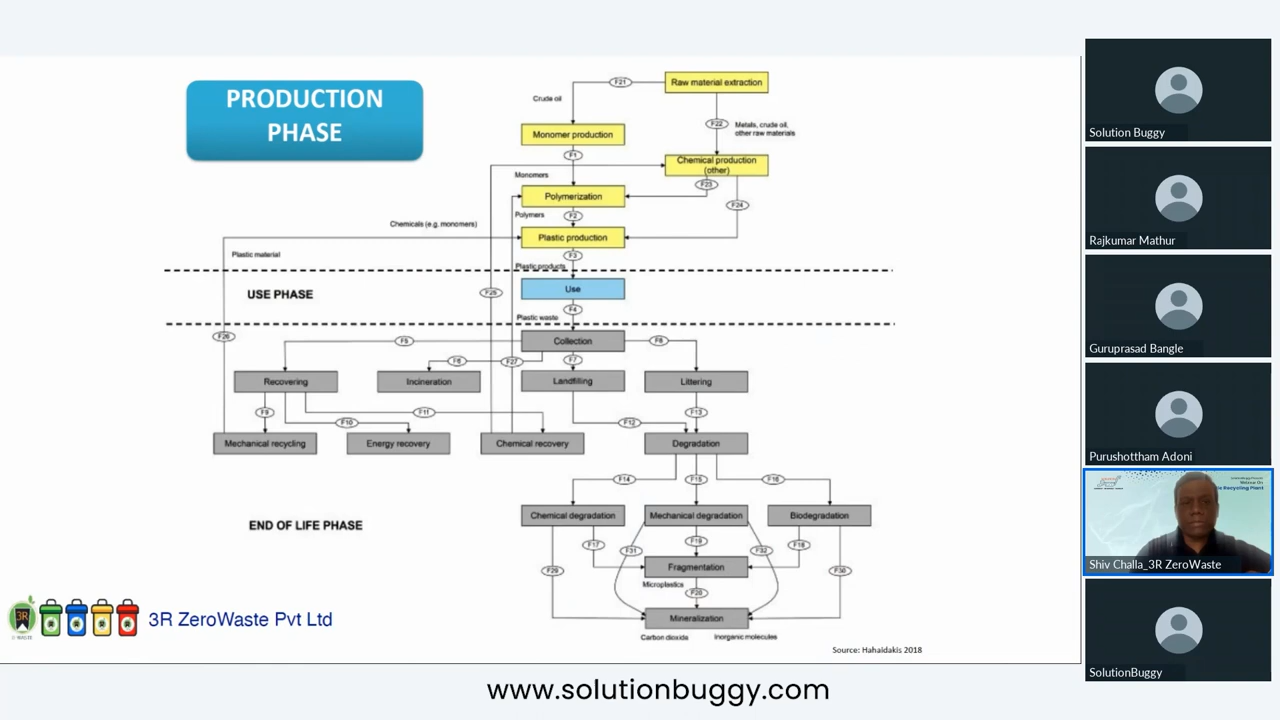 PRODUCTION
PHASE
F21
Raw material extraction
Crude oil
F22
Metals, crude oil,
other raw materials
Monomer production
F1
Chemical production
(other)
Monomers
F23
Polymerization
F24
Polymers
F2
Chemicals (e.g. monomers)
Plastic production
Plastic material
F3
Plastic products
USE PHASE
F25
Use
F4
Plastic waste
F26
F5
Collection
F8
F6
F27
F7
Recovering
Incineration
Landfilling
Littering
F9
F10
F11
F12
F13
Mechanical recycling
Energy recovery
Chemical recovery
Degradation
F14
F15
F16
Chemical degradation
Mechanical degradation
Biodegradation
END OF LIFE PHASE
F17
F31
F19
F32
F18
F29
Fragmentation
F30
Microplastics
F28
Mineralization
Carbon dioxide
Inorganic molecules
3R
3R ZeroWaste Pvt Ltd
Source: Hahaidakis 2018
www.solutionbuggy.com
Solution Buggy
Rajkumar Mathur
Guruprasad Bangle
Purushottham Adoni
Recycling Plant
Shiv Challa_3R ZeroWaste
SolutionBuggy